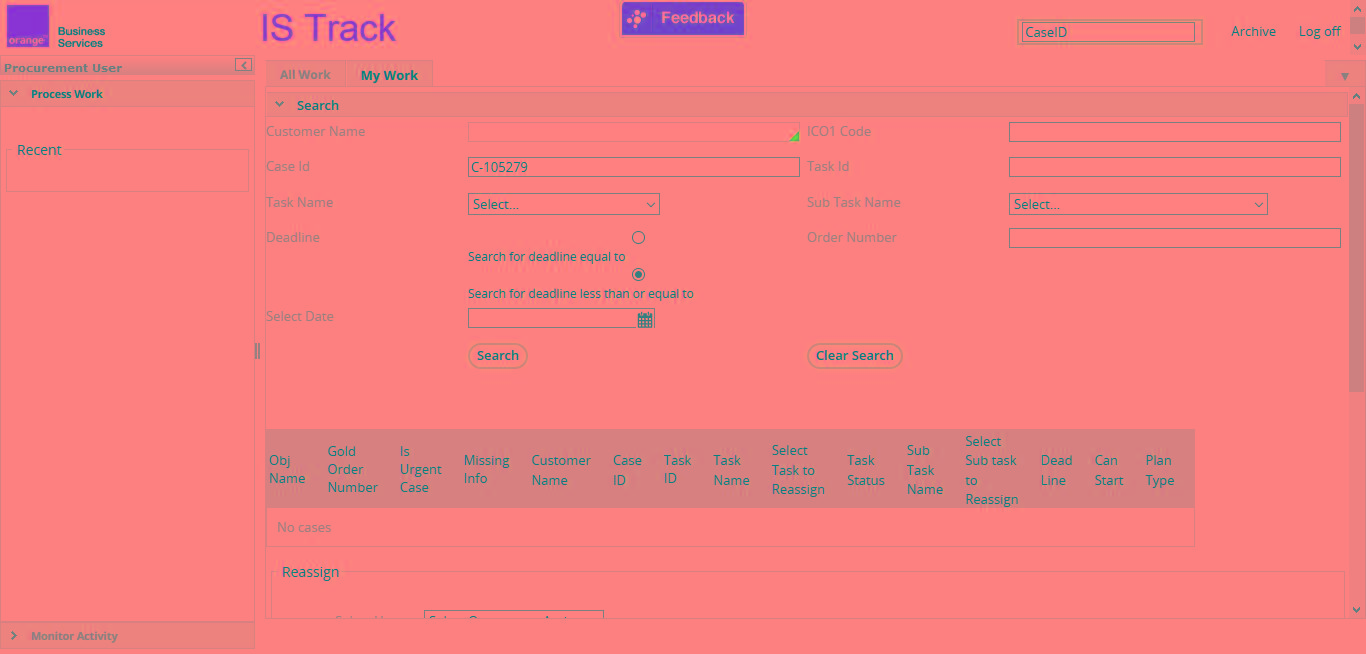 orange™
Business
Services
IS Track
Feedback
CaseID
Archive
Log off
Procurement User
Process Work
Recent
Monitor Activity
All Work
My Work
Search
Customer Name
ICO1 Code
Case Id
C-105279
Task Id
Task Name
Select...
Sub Task Name
Select...
Deadline
Order Number
Search for deadline equal to
Search for deadline less than or equal to
Select Date
Search
Clear Search
Obj
Name
Gold
Order
Number
Is
Urgent
Case
Missing
Info
Customer
Name
Case
ID
Task
ID
Task
Name
Select
Task to
Reassign
Task
Status
Sub
Task
Name
Select
Sub task
to
Reassign
Dead
Line
Can
Start
Plan
Type
No cases
Reassign